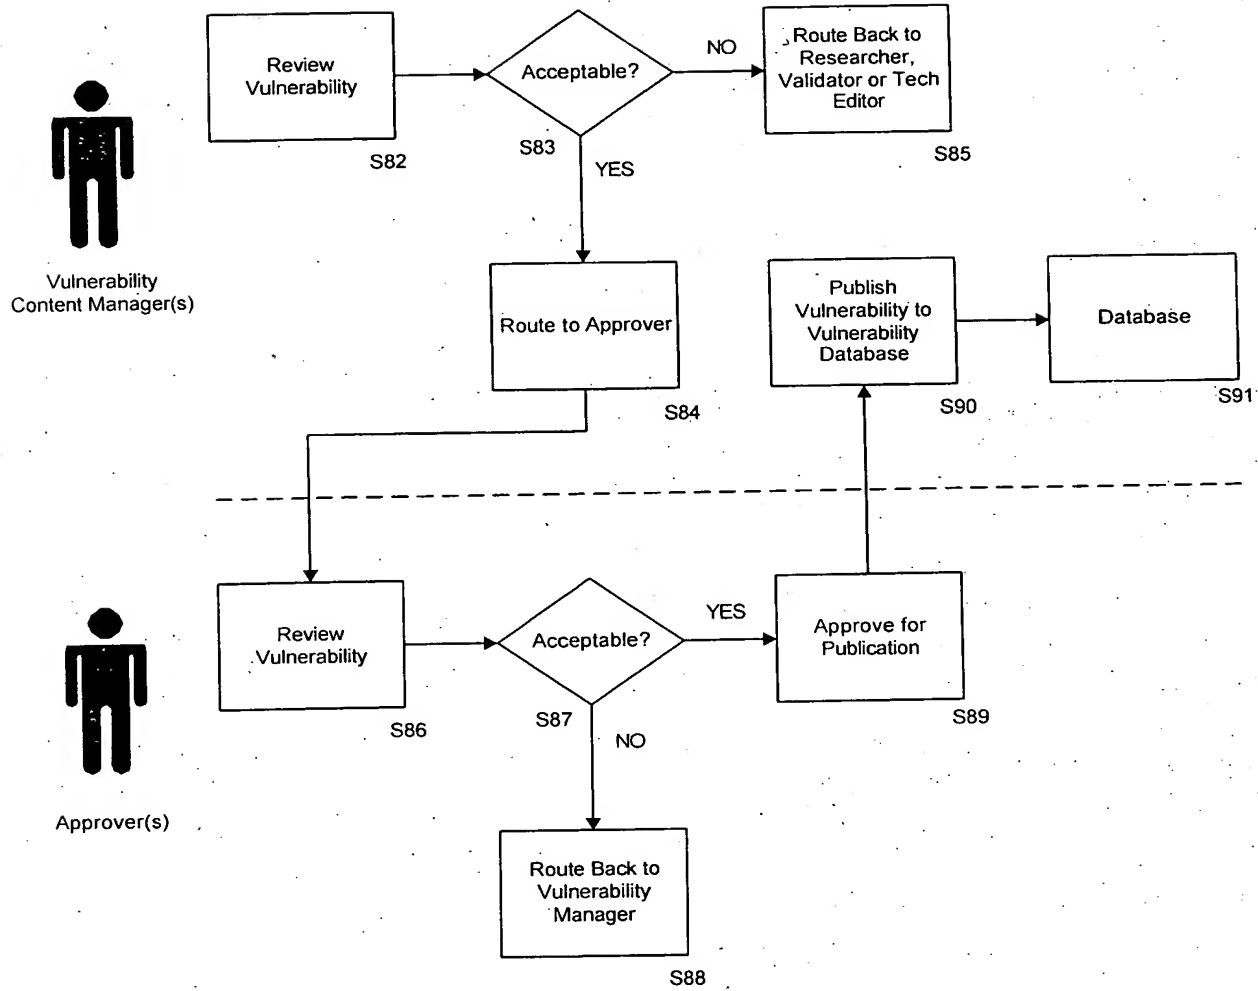 Review
Vulnerability
S82
Acceptable?
S83
NO
YES
Route Back to
Researcher,
Validator or Tech
Editor
S85
Vulnerability
Content Manager(s)
Route to Approver
S84
Publish
Vulnerability to
Vulnerability
Database
S90
Database
S91
Review
Vulnerability
S86
Acceptable?
S87
YES
NO
Approve for
Publication
S89
Approver(s)
Route Back to
Vulnerability
Manager
S88